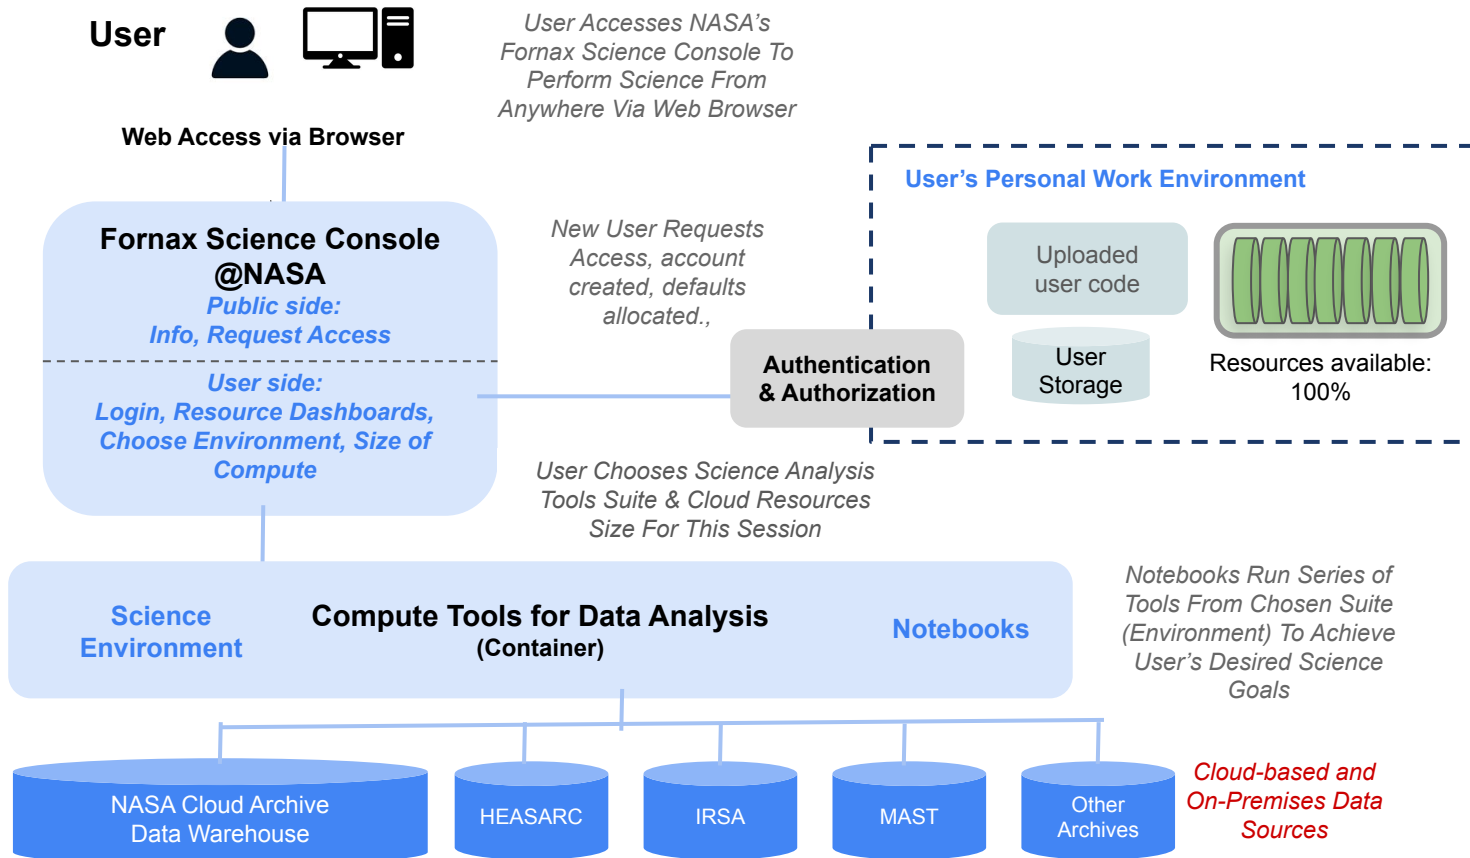 User
User Accesses NASA’s
Fornax Science Console To
Perform Science From
Anywhere Via Web Browser
Web Access via Browser
User’s Personal Work Environment
Uploaded
user code
User
Storage
Resources available:
100%
Fornax Science Console
@NASA
Public side:
Info, Request Access
User side:
Login, Resource Dashboards,
Choose Environment, Size of
Compute
New User Requests
Access, account
created, defaults
allocated.,
Authentication
& Authorization
User Chooses Science Analysis
Tools Suite & Cloud Resources
Size For This Session
Science
Environment
Compute Tools for Data Analysis
(Container)
Notebooks
Notebooks Run Series of
Tools From Chosen Suite
(Environment) To Achieve
User’s Desired Science
Goals
NASA Cloud Archive
Data Warehouse
HEASARC
IRSA
MAST
Other
Archives
Cloud-based and
On-Premises Data
Sources